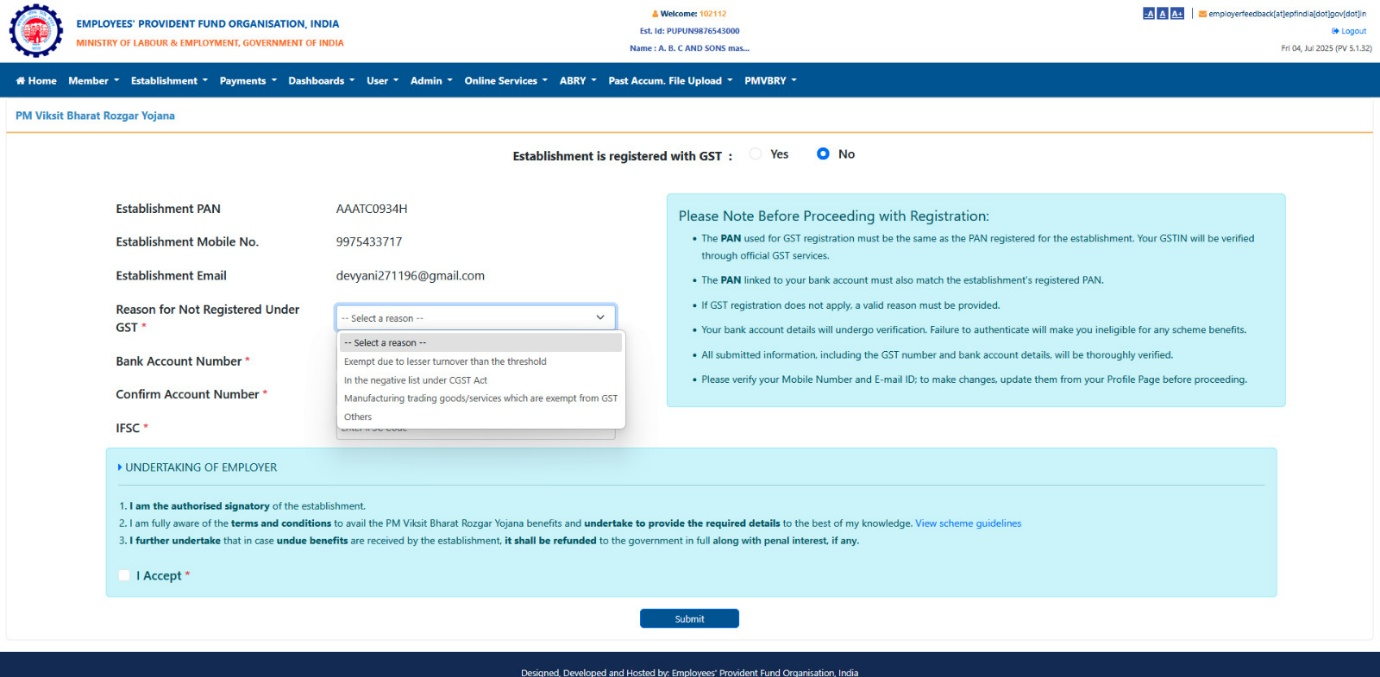 EMPLOYEES' PROVIDENT FUND ORGANISATION, INDIA
MINISTRY OF LABOUR & EMPLOYMENT, GOVERNMENT OF INDIA
Welcome: 102112
Est. Id: PUPUN9876543000
Name : A. B. C AND SONS mas...
-A A A+ employerfeedback[at]epfindia[dot]gov[dot]in
Logout
Fri 04, Jul 2025 (PV 5.1.32)
Home Member Establishment Payments Dashboards User Admin Online Services ABRY Past Accum. File Upload PMVBRY
PM Viksit Bharat Rozgar Yojana
Establishment is registered with GST : Yes No
Establishment PAN AAATC0934H
Establishment Mobile No. 9975433717
Establishment Email devyani271196@gmail.com
Reason for Not Registered Under
GST *
-- Select a reason --
-- Select a reason --
Exempt due to lesser turnover than the threshold
In the negative list under CGST Act
Manufacturing trading goods/services which are exempt from GST
Others
Bank Account Number *
Confirm Account Number *
IFSC *
Please Note Before Proceeding with Registration:
• The PAN used for GST registration must be the same as the PAN registered for the establishment. Your GSTIN will be verified
through official GST services.
• The PAN linked to your bank account must also match the establishment's registered PAN.
• If GST registration does not apply, a valid reason must be provided.
• Your bank account details will undergo verification. Failure to authenticate will make you ineligible for any scheme benefits.
• All submitted information, including the GST number and bank account details, will be thoroughly verified.
• Please verify your Mobile Number and E-mail ID; to make changes, update them from your Profile Page before proceeding.
UNDERTAKING OF EMPLOYER
1. I am the authorised signatory of the establishment.
2. I am fully aware of the terms and conditions to avail the PM Viksit Bharat Rozgar Yojana benefits and undertake to provide the required details to the best of my knowledge. View scheme guidelines
3. I further undertake that in case undue benefits are received by the establishment, it shall be refunded to the government in full along with penal interest, if any.
I Accept *
Submit
Designed, Developed and Hosted by: Employees' Provident Fund Organisation, India